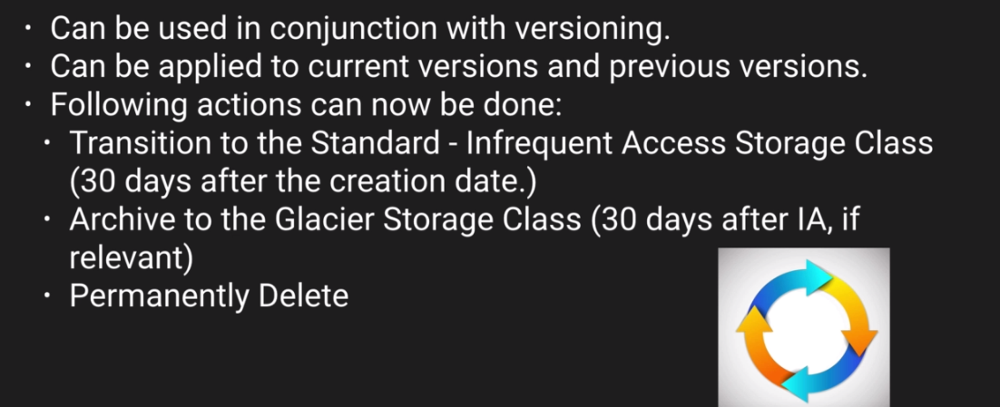 • Can be used in conjunction with versioning.
• Can be applied to current versions and previous versions.
• Following actions can now be done:
• Transition to the Standard - Infrequent Access Storage Class
(30 days after the creation date.)
• Archive to the Glacier Storage Class (30 days after IA, if
relevant)
• Permanently Delete